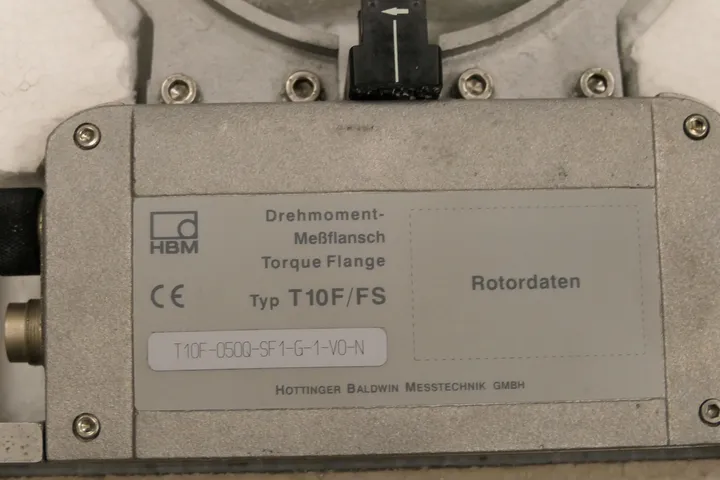 HBM
Drehmoment-
Meßflansch
Torque Flange
CE
Typ T10F/FS
T10F-050Q-SF1-G-1-V0-N
Rotordaten
HOTTINGER BALDWIN MESSTECHNIK GMBH